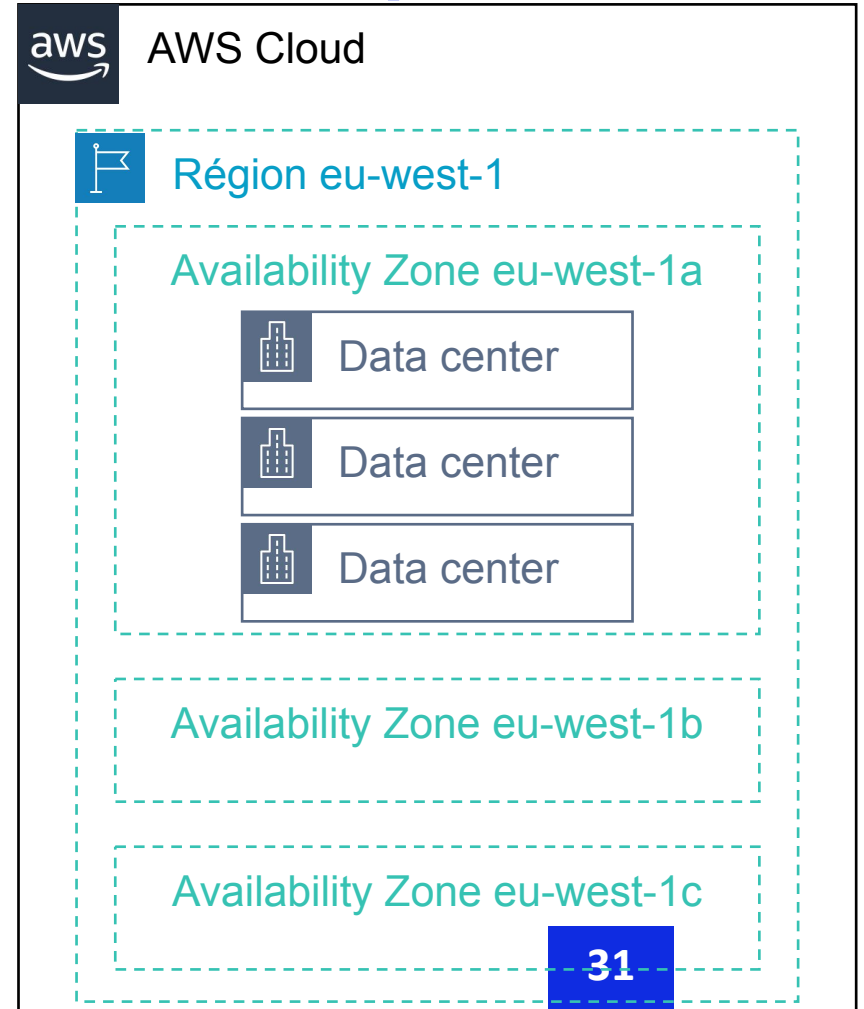 aws
AWS Cloud
Région eu-west-1
Availability Zone eu-west-1a
Data center
Data center
Data center
Availability Zone eu-west-1b
Availability Zone eu-west-1c
31